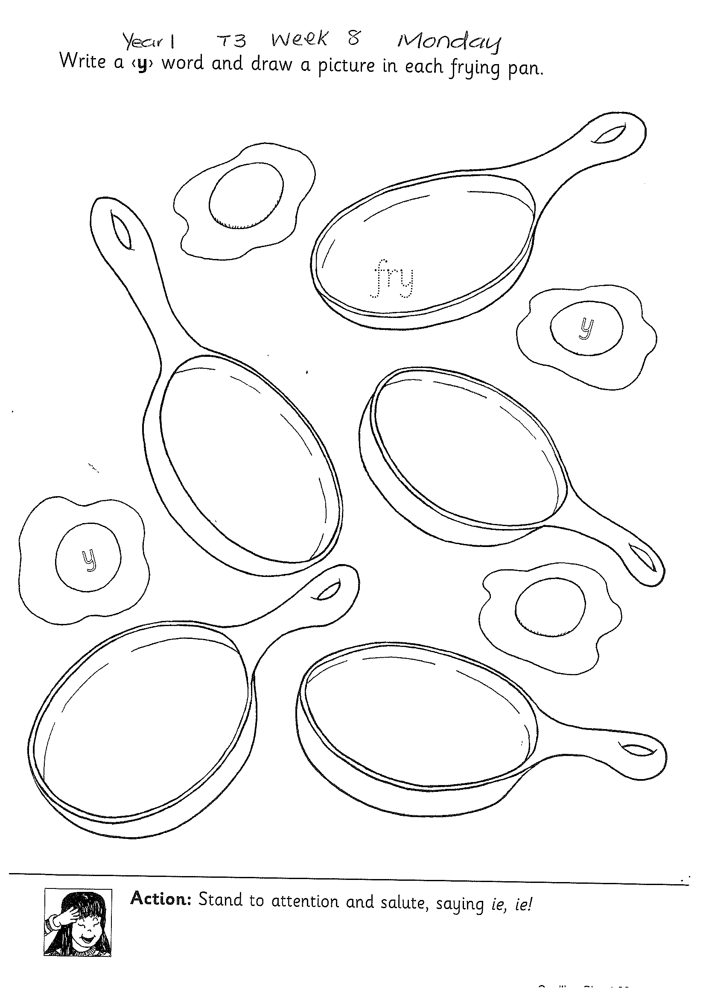 Year 1 T3 Week 8 Monday
Write a ‹y› word and draw a picture in each frying pan.
fry
y
y
Action: Stand to attention and salute, saying ie, ie!